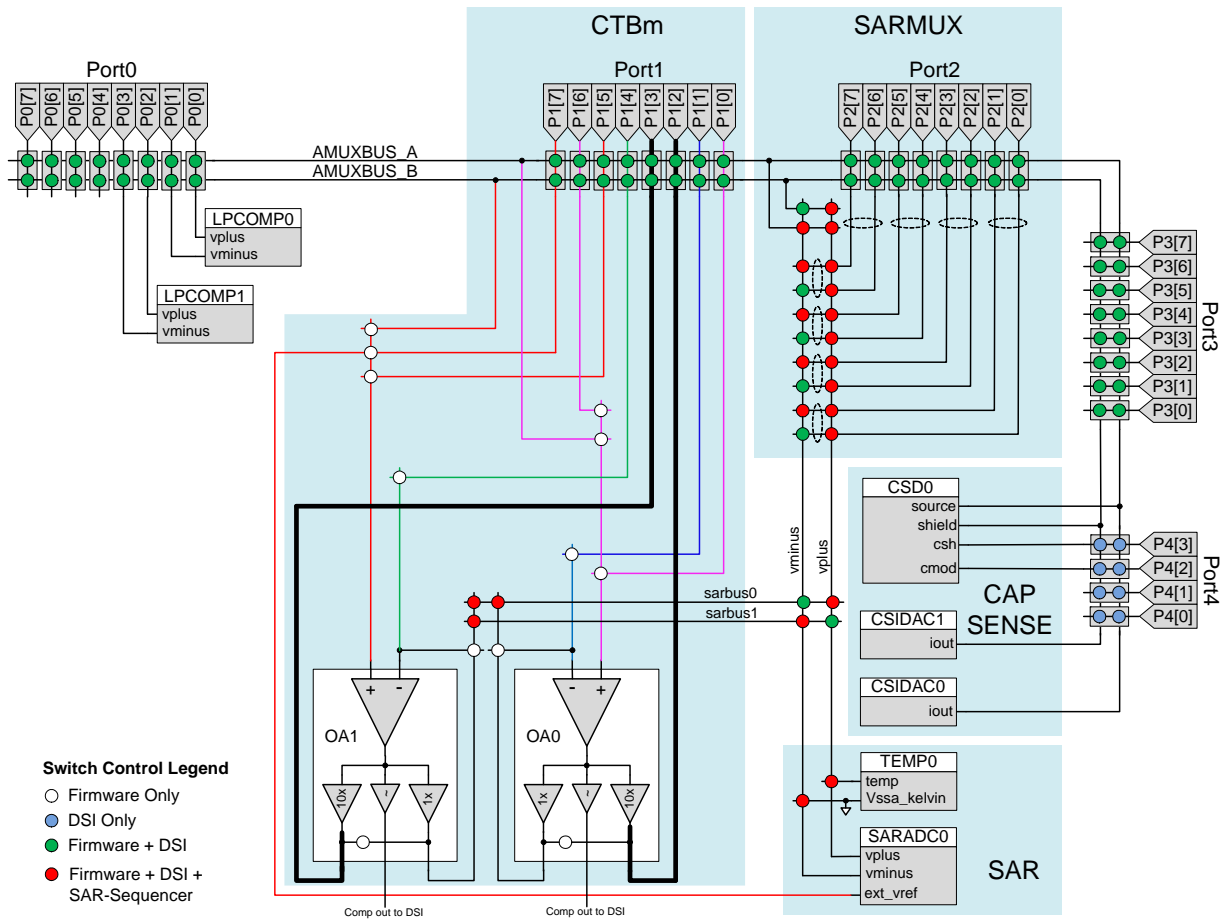 CTBm
SARMUX
Port0
Port1
Port2
P0[7]
P0[6]
P0[5]
P0[4]
P0[3]
P0[2]
P0[1]
P0[0]
P1[7]
P1[6]
P1[5]
P1[4]
P1[3]
P1[2]
P1[1]
P1[0]
P2[7]
P2[6]
P2[5]
P2[4]
P2[3]
P2[2]
P2[1]
P2[0]
AMUXBUS_A
AMUXBUS_B
LPCOMP0
vplus
vminus
LPCOMP1
vplus
vminus
P3[7]
P3[6]
P3[5]
P3[4]
P3[3]
P3[2]
P3[1]
P3[0]
Port3
CSD0
source
shield
csh
cmod
P4[3]
P4[2]
P4[1]
P4[0]
Port4
CAP
SENSE
CSIDAC1
iout
CSIDAC0
iout
vminus
vplus
sarbus0
sarbus1
+
-
OA1
10x
~
1x
-
+
OA0
1x
~
10x
TEMP0
temp
Vssa_kelvin
SARADC0
vplus
vminus
ext_vref
SAR
Switch Control Legend
Firmware Only
DSI Only
Firmware + DSI
Firmware + DSI +
SAR-Sequencer
Comp out to DSI
Comp out to DSI